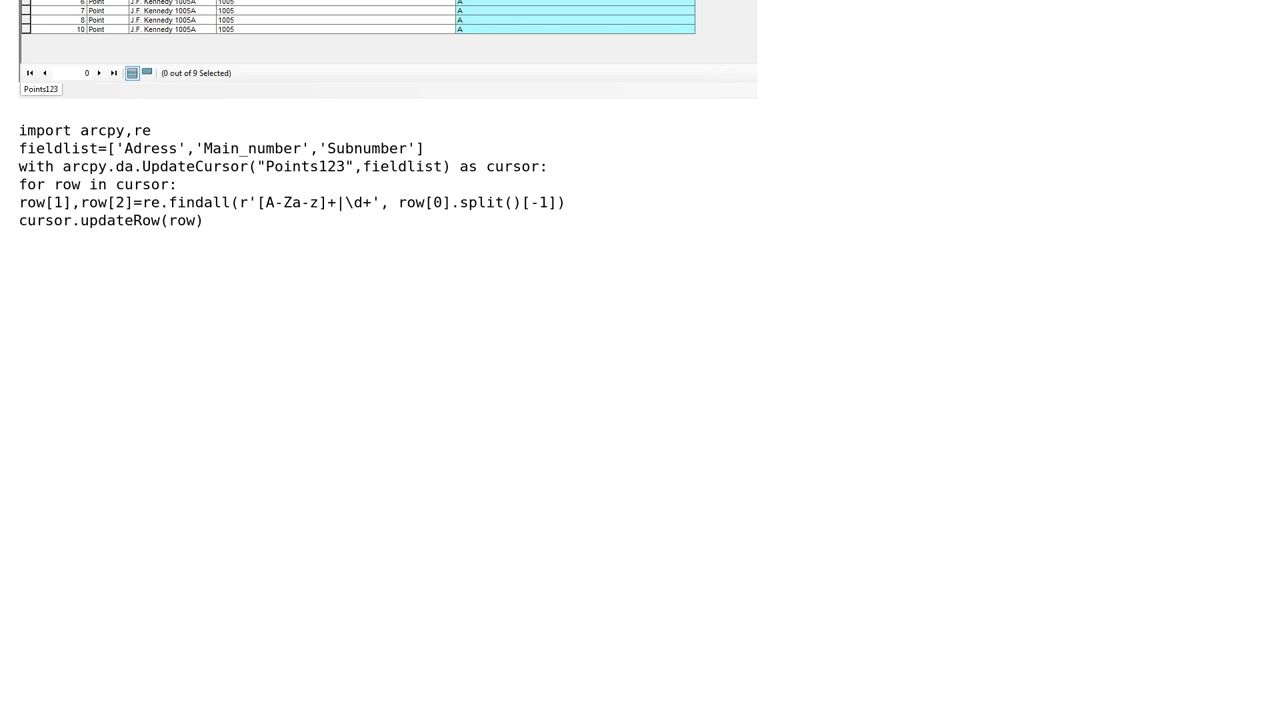 6 Point J.F. Kennedy 1005A 1005 A
7 Point J.F. Kennedy 1005A 1005 A
8 Point J.F. Kennedy 1005A 1005 A
10 Point J.F. Kennedy 1005A 1005 A
0 (0 out of 9 Selected)
Points123
import arcpy,re
fieldlist=['Adress','Main_number','Subnumber']
with arcpy.da.UpdateCursor("Points123",fieldlist) as cursor:
for row in cursor:
row[1],row[2]=re.findall(r'[A-Za-z]+|\d+', row[0].split()[-1])
cursor.updateRow(row)